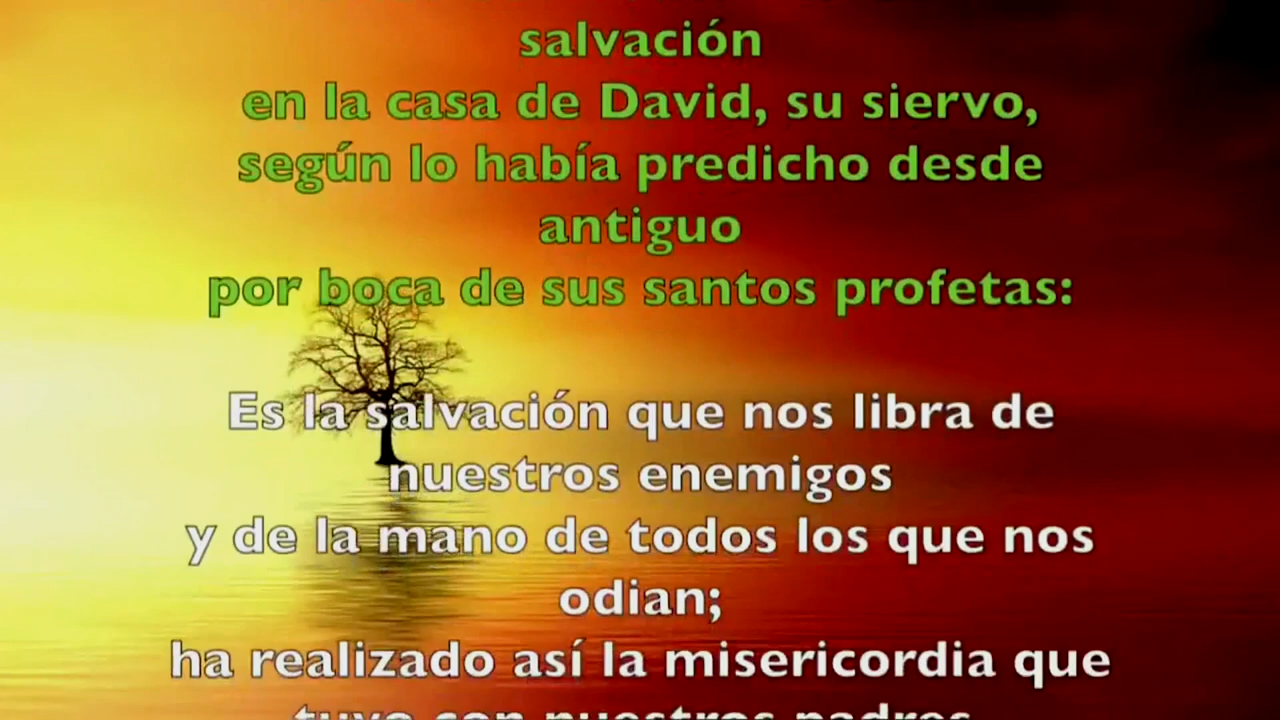 salvación
en la casa de David, su siervo,
según lo había predicho desde
antiguo
por boca de sus santos profetas:
Es la salvación que nos libra de
nuestros enemigos
y de la mano de todos los que nos
odian;
ha realizado así la misericordia que
tuvo con nuestros padres